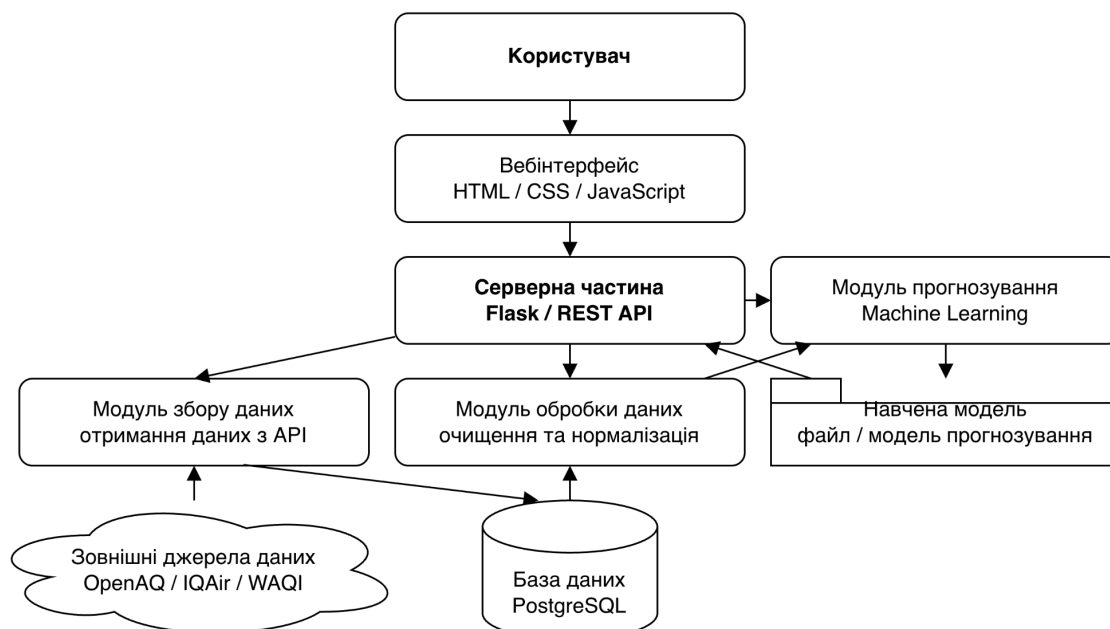 Користувач
Вебінтерфейс
HTML / CSS / JavaScript
Серверна частина
Flask / REST API
Модуль прогнозування
Machine Learning
Модуль збору даних
отримання даних з API
Модуль обробки даних
очищення та нормалізація
Навчена модель
файл / модель прогнозування
Зовнішні джерела даних
OpenAQ / IQAir / WAQI
База даних
PostgreSQL